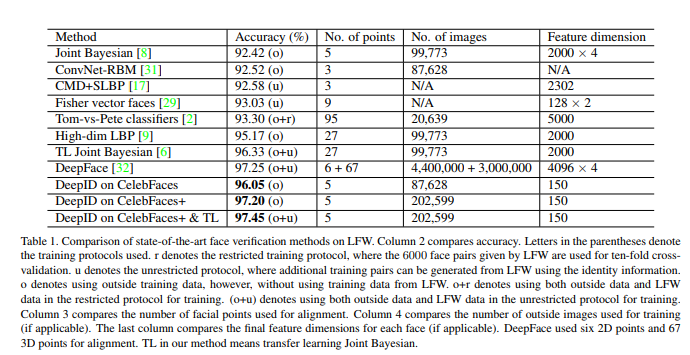 Method Accuracy (%) No. of points No. of images Feature dimension
Joint Bayesian [8] 92.42 (o) 5 99,773 2000 × 4
ConvNet-RBM [31] 92.52 (o) 3 87,628 N/A
CMD+SLBP [17] 92.58 (u) 3 N/A 2302
Fisher vector faces [29] 93.03 (u) 9 N/A 128 × 2
Tom-vs-Pete classifiers [2] 93.30 (o+r) 95 20,639 5000
High-dim LBP [9] 95.17 (o) 27 99,773 2000
TL Joint Bayesian [6] 96.33 (o+u) 27 99,773 2000
DeepFace [32] 97.25 (o+u) 6 + 67 4,400,000 + 3,000,000 4096 × 4
DeepID on CelebFaces 96.05 (o) 5 87,628 150
DeepID on CelebFaces+ 97.20 (o) 5 202,599 150
DeepID on CelebFaces+ & TL 97.45 (o+u) 5 202,599 150
Table 1. Comparison of state-of-the-art face verification methods on LFW. Column 2 compares accuracy. Letters in the parentheses denote
the training protocols used. r denotes the restricted training protocol, where the 6000 face pairs given by LFW are used for ten-fold cross-
validation. u denotes the unrestricted protocol, where additional training pairs can be generated from LFW using the identity information.
o denotes using outside training data, however, without using training data from LFW. o+r denotes using both outside data and LFW
data in the restricted protocol for training. (o+u) denotes using both outside data and LFW data in the unrestricted protocol for training.
Column 3 compares the number of facial points used for alignment. Column 4 compares the number of outside images used for training
(if applicable). The last column compares the final feature dimensions for each face (if applicable). DeepFace used six 2D points and 67
3D points for alignment. TL in our method means transfer learning Joint Bayesian.